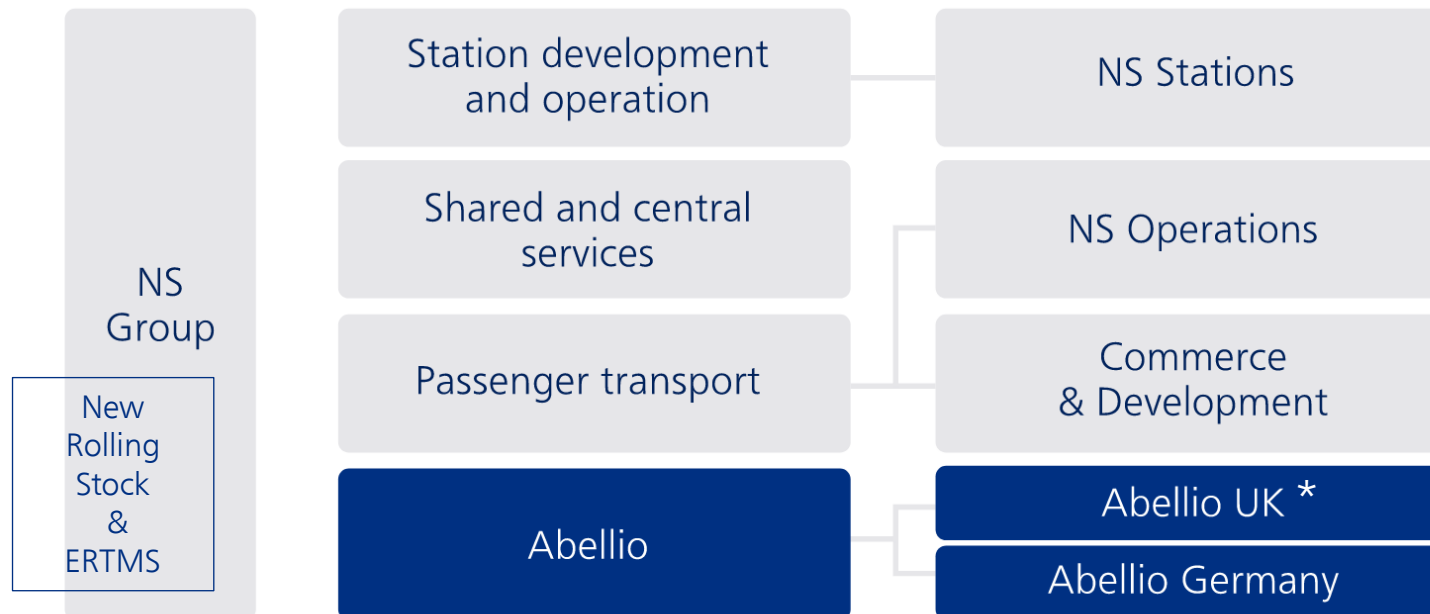 NS
Group
New
Rolling
Stock
&
ERTMS
Station development
and operation
NS Stations
Shared and central
services
NS Operations
Passenger transport
Commerce
& Development
Abellio
Abellio UK *
Abellio Germany